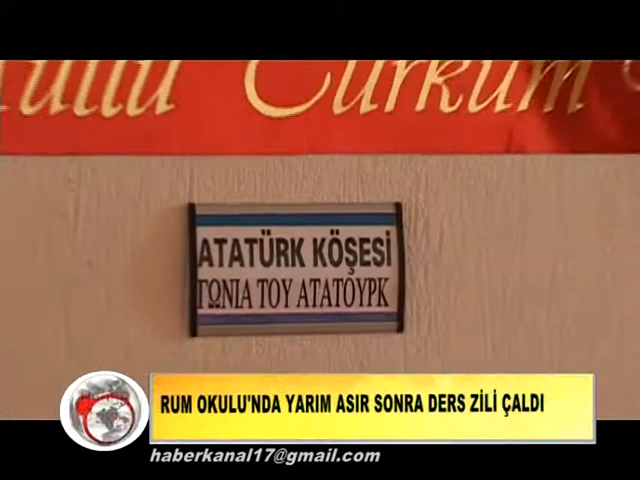 Türküm
ATATÜRK KÖŞESİ
ΓΩΝΙΑ ΤΟΥ ΑΤΑΤΟΥΡΚ
RUM OKULU'NDA YARIM ASIR SONRA DERS ZİLİ ÇALDI
haberkanal17@gmail.com